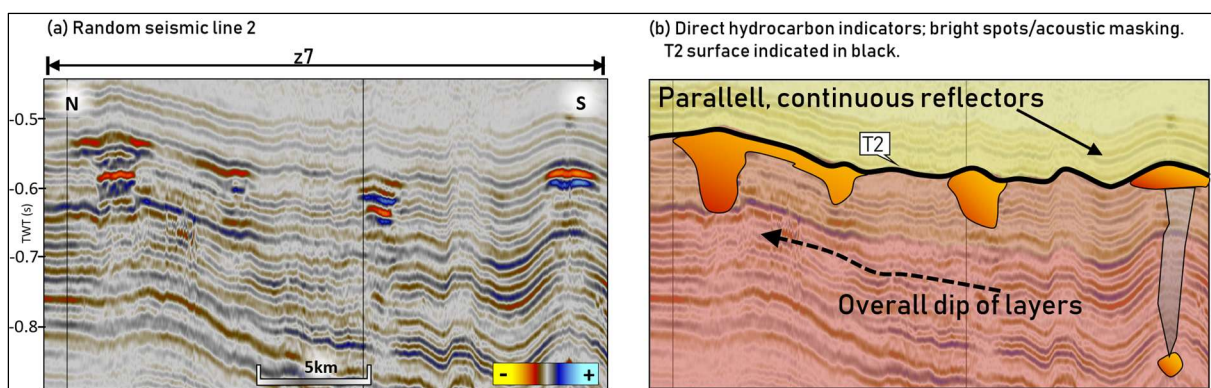 (a) Random seismic line 2
z7
N
S
-0.5
-0.6
-0.7
-0.8
TWT (s)
5km
- +
(b) Direct hydrocarbon indicators; bright spots/acoustic masking.
T2 surface indicated in black.
Parallell, continuous reflectors
T2
Overall dip of layers